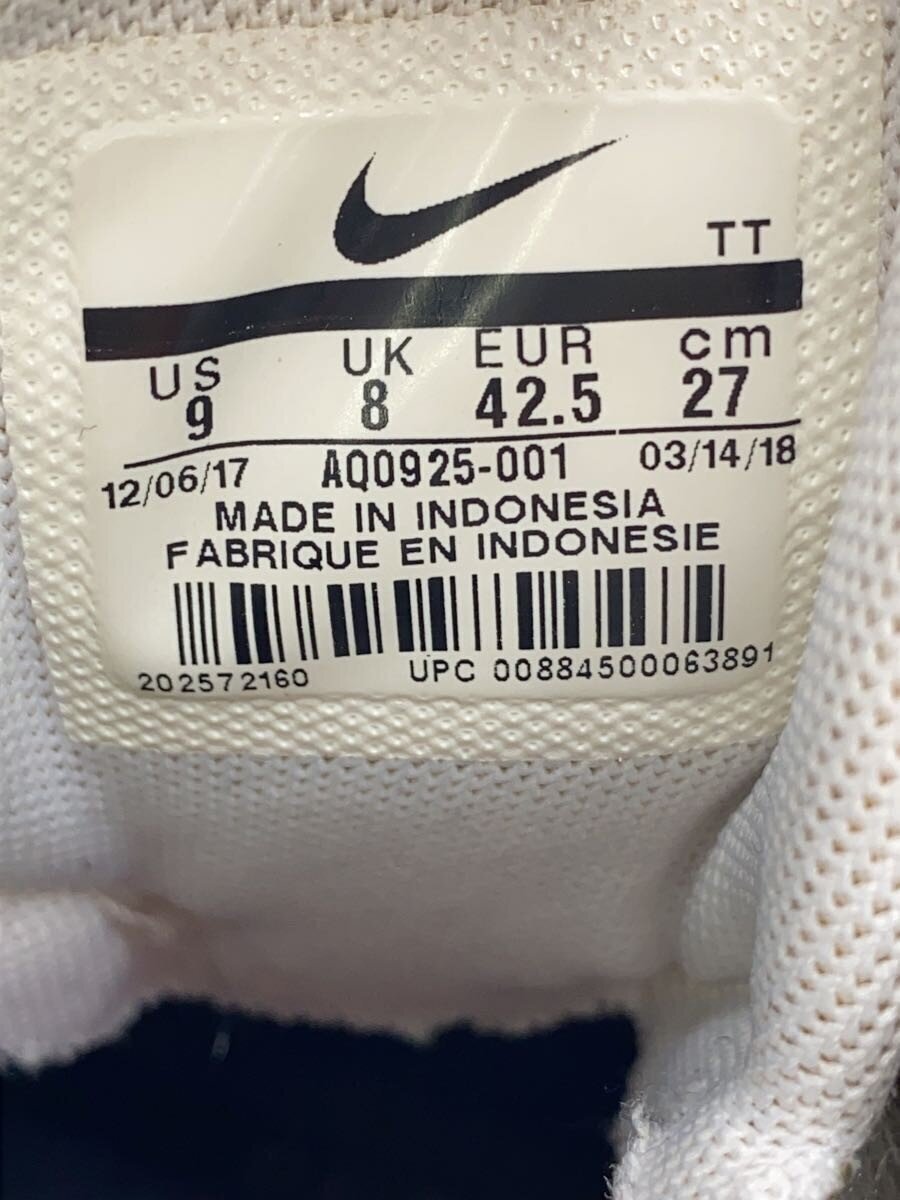 TT
US UK EUR cm
9 8 42.5 27
12/06/17 AQ0925-001 03/14/18
MADE IN INDONESIA
FABRIQUE EN INDONESIE
202572160 UPC 00884500063891